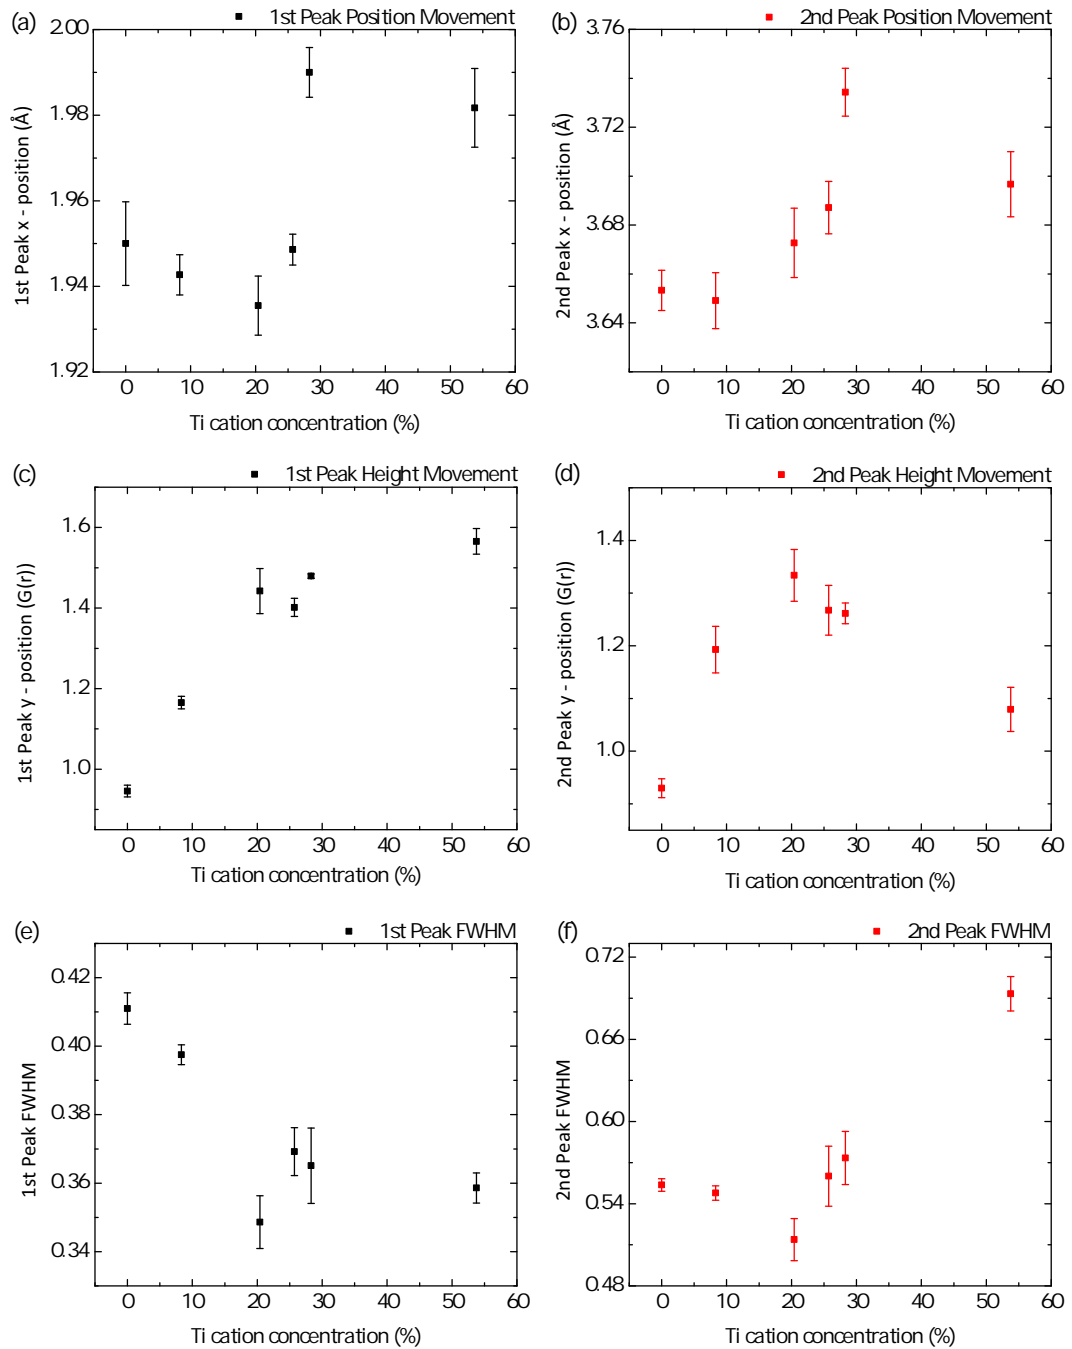 (a) 1st Peak Position Movement
2.00
1.98
1.96
1.94
1.92
1st Peak x - position (Å)
0 10 20 30 40 50 60
Ti cation concentration (%)
(b) 2nd Peak Position Movement
3.76
3.72
3.68
3.64
2nd Peak x - position (Å)
0 10 20 30 40 50 60
Ti cation concentration (%)
(c) 1st Peak Height Movement
1.6
1.4
1.2
1.0
1st Peak y - position (G(r))
0 10 20 30 40 50 60
Ti cation concentration (%)
(d) 2nd Peak Height Movement
1.4
1.2
1.0
2nd Peak y - position (G(r))
0 10 20 30 40 50 60
Ti cation concentration (%)
(e) 1st Peak FWHM
0.42
0.40
0.38
0.36
0.34
1st Peak FWHM
0 10 20 30 40 50 60
Ti cation concentration (%)
(f) 2nd Peak FWHM
0.72
0.66
0.60
0.54
0.48
2nd Peak FWHM
0 10 20 30 40 50 60
Ti cation concentration (%)